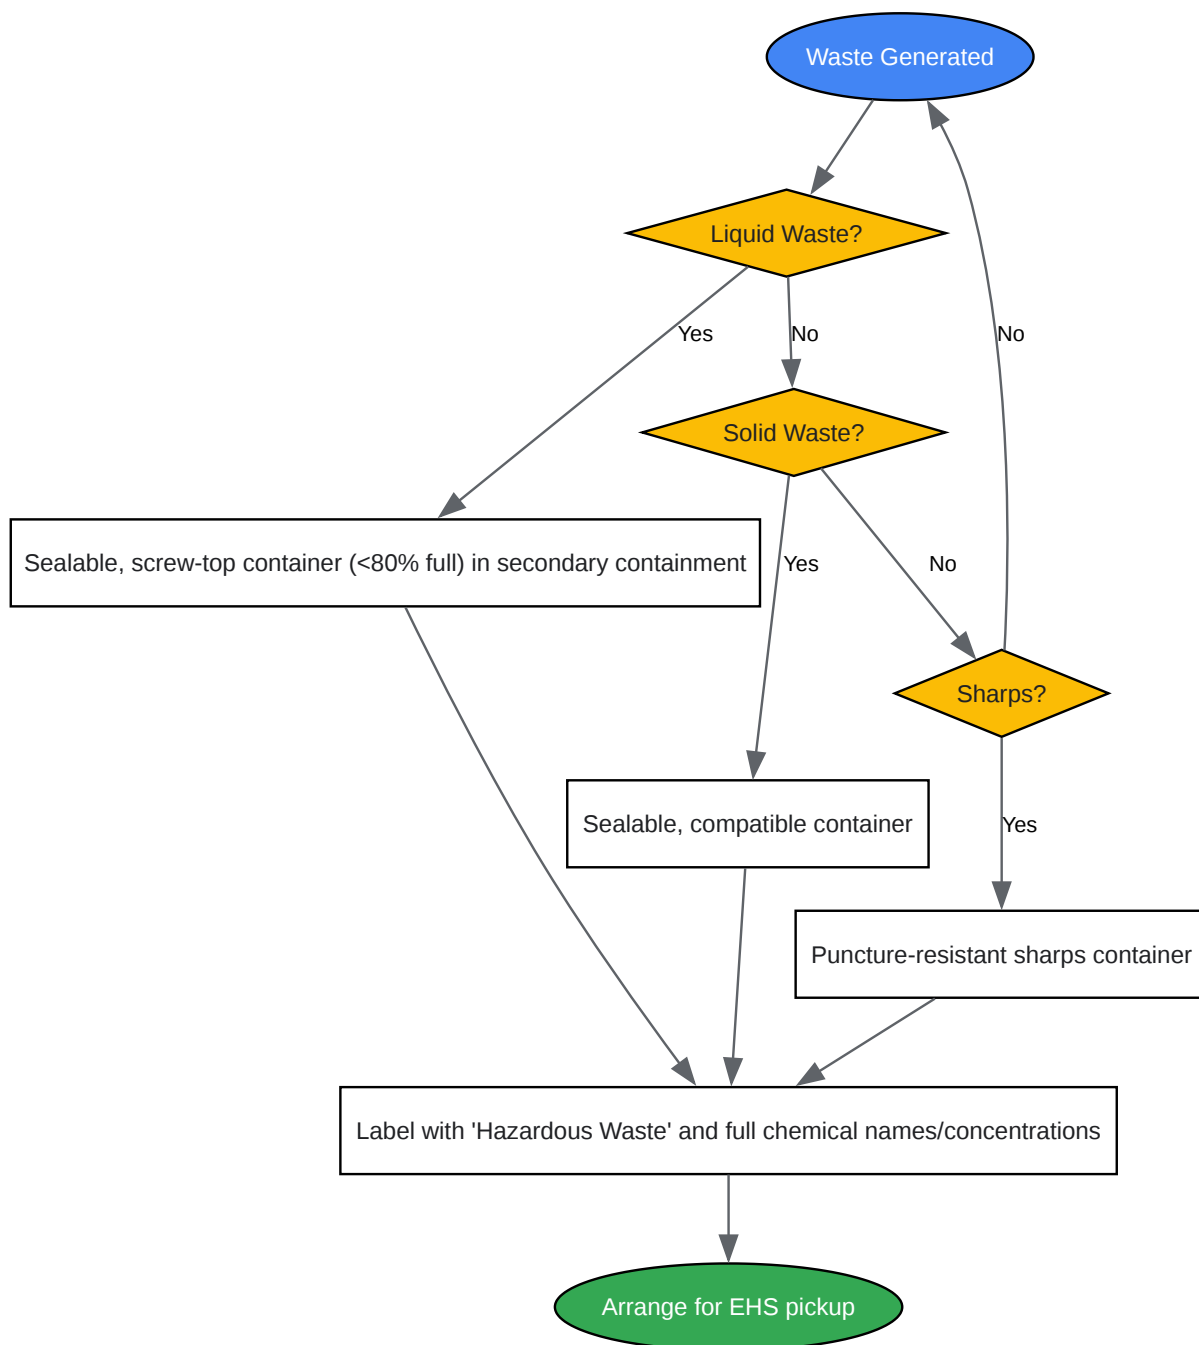 Waste Generated
Liquid Waste?
Yes
No
No
Solid Waste?
Sealable, screw-top container (<80% full) in secondary containment
Yes
No
Sharps?
Sealable, compatible container
Yes
Puncture-resistant sharps container
Label with 'Hazardous Waste' and full chemical names/concentrations
Arrange for EHS pickup